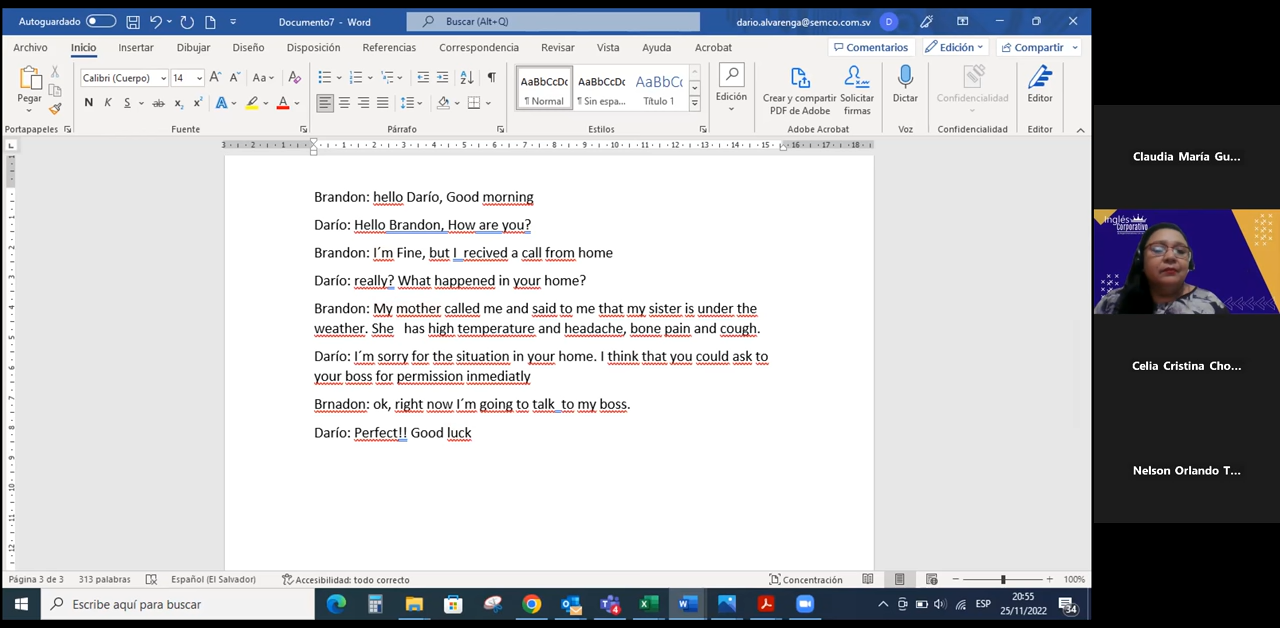 Autoguardado
Documento7 - Word
Buscar (Alt+Q)
dario.alvarenga@semco.com.sv
D
Archivo Inicio Insertar Dibujar Diseño Disposición Referencias Correspondencia Revisar Vista Ayuda Acrobat
Comentarios Edición Compartir
Pegar
Calibri (Cuerpo) 14
N K S ab x₂ x²
AaBbCcDc AaBbCcDc AaBbCc
¶ Normal ¶ Sin espa... Título 1
Edición
Crear y compartir PDF de Adobe
Solicitar firmas
Dictar
Confidencialidad
Editor
Portapapeles Fuente Párrafo Estilos Adobe Acrobat Voz Confidencialidad Editor
Brandon: hello Darío, Good morning
Darío: Hello Brandon, How are you?
Brandon: I´m Fine, but I  recived a call from home
Darío: really? What happened in your home?
Brandon: My mother called me and said to me that my sister is under the
weather. She   has high temperature and headache, bone pain and cough.
Darío: I´m sorry for the situation in your home. I think that you could ask to
your boss for permission inmediatly
Brnadon: ok, right now I´m going to talk  to my boss.
Darío: Perfect!! Good luck
Claudia María Gu...
Inglés
Corporativo
Celia Cristina Cho...
Nelson Orlando T...
Página 3 de 3 313 palabras Español (El Salvador) Accesibilidad: todo correcto Concentración 100%
Escribe aquí para buscar
ESP
20:55
25/11/2022
34